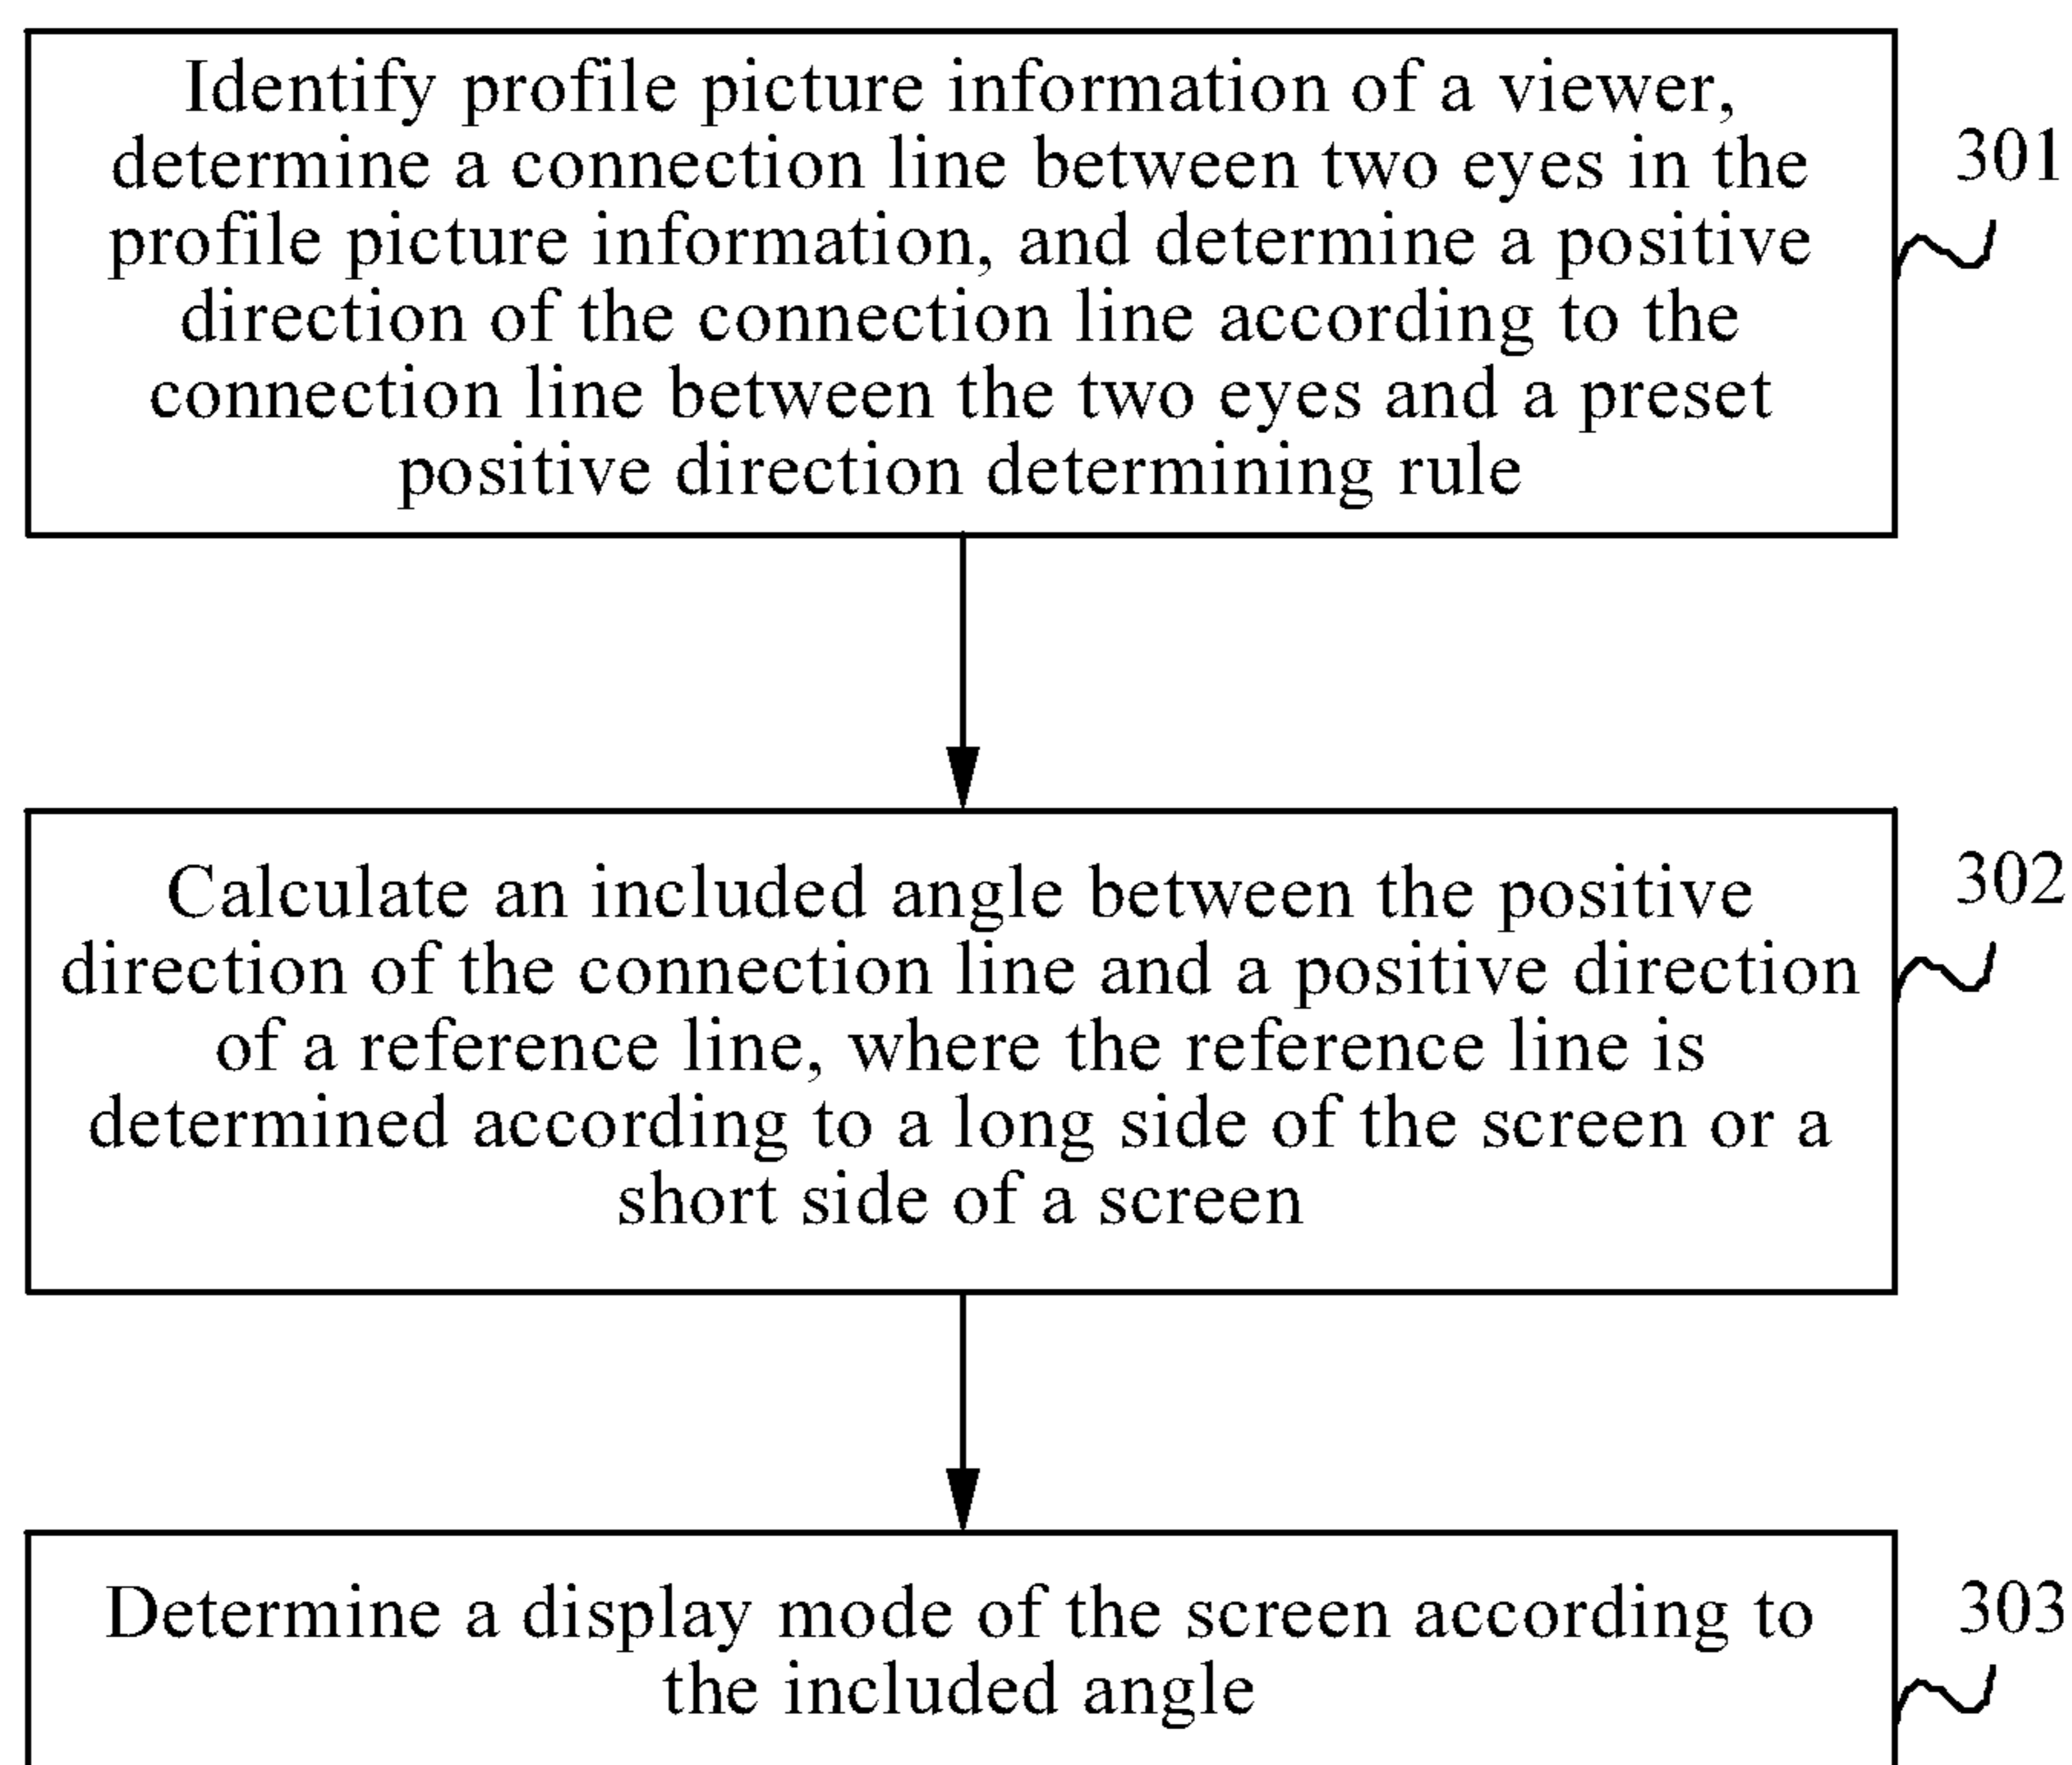 Identify profile picture information of a viewer,
determine a connection line between two eyes in the
profile picture information, and determine a positive
direction of the connection line according to the
connection line between the two eyes and a preset
positive direction determining rule
301
Calculate an included angle between the positive
direction of the connection line and a positive direction
of a reference line, where the reference line is
determined according to a long side of the screen or a
short side of a screen
302
Determine a display mode of the screen according to
the included angle
303